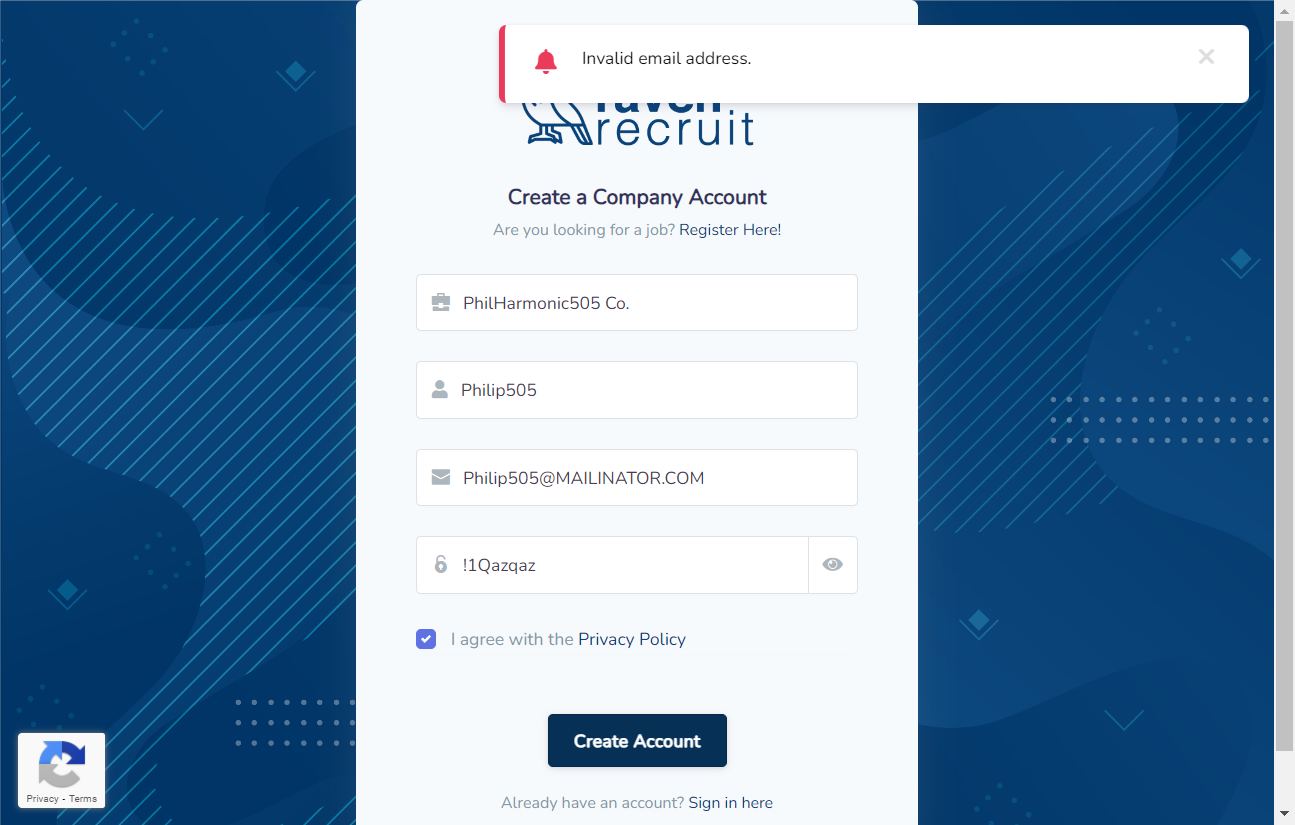 Invalid email address.
recruit
Create a Company Account
Are you looking for a job? Register Here!
PhilHarmonic505 Co.
Philip505
Philip505@MAILINATOR.COM
!1Qazqaz
I agree with the Privacy Policy
Create Account
Already have an account? Sign in here
Privacy - Terms